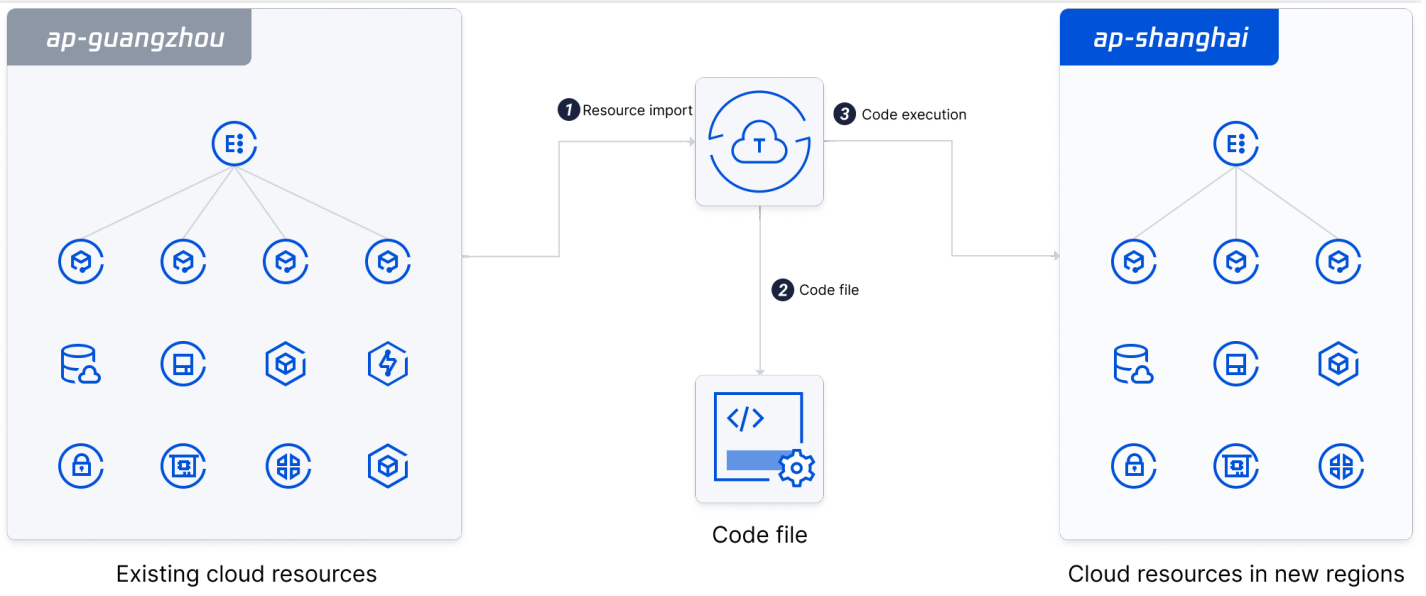 ap-guangzhou
ap-shanghai
1 Resource import
T
3 Code execution
E
E
2 Code file
</>
Code file
Existing cloud resources
Cloud resources in new regions